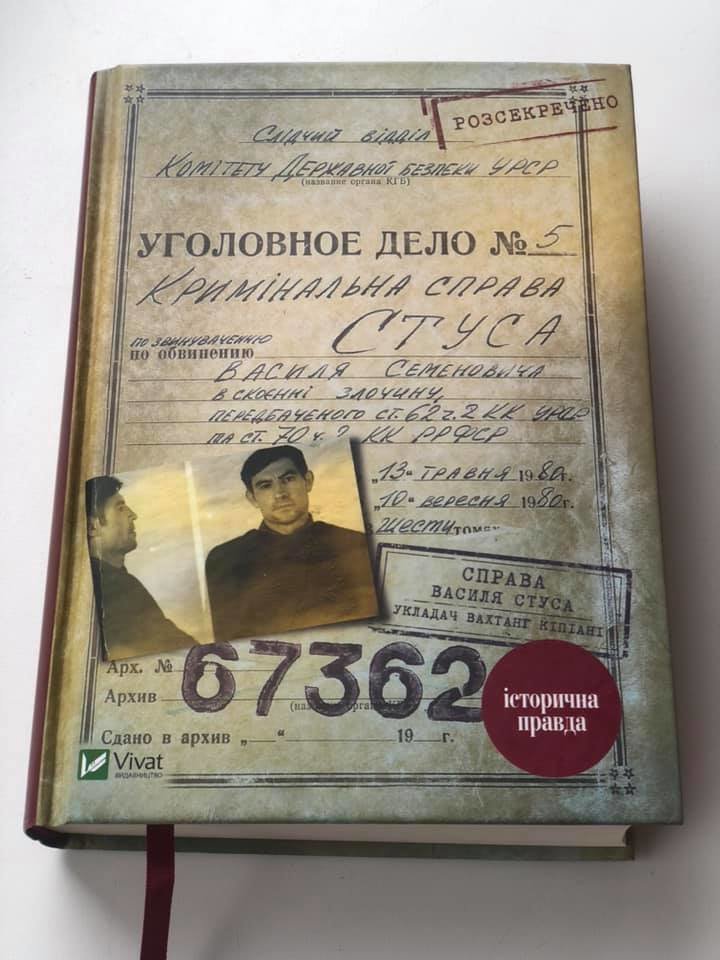 РОЗСЕКРЕЧЕНО
Слідчий відділ
Комітету Державної безпеки УРСР
(название органа КГБ)
УГОЛОВНОЕ ДЕЛО № 5
Кримінальна справа
по звинуваченню
по обвинению СТУСА
Василя Семеновича
в скоєнні злочину,
передбаченого ст. 62 ч. 2 КК УРСР
та ст. 70 ч. 2 КК РРФСР
„13“ травня 1980 г.
„10“ вересня 1980 г.
шести томах
СПРАВА
ВАСИЛЯ СТУСА
УКЛАДАЧ ВАХТАНГ КІПІАНІ
Арх. № 67362
Архив
Сдано в архив „ “ 19 г.
історична
правда
Vivat
ВИДАВНИЦТВО